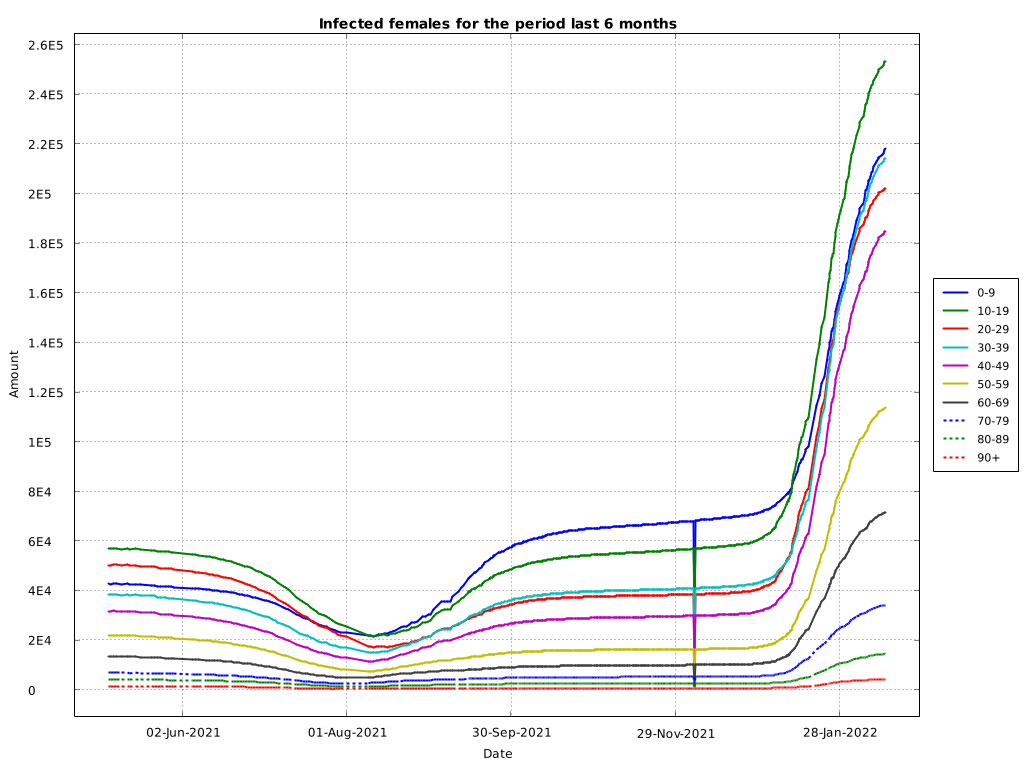 Infected females for the period last 6 months
2.6E5
2.4E5
2.2E5
2E5
1.8E5
1.6E5
1.4E5
1.2E5
1E5
8E4
6E4
4E4
2E4
0
Amount
02-Jun-2021
01-Aug-2021
30-Sep-2021
29-Nov-2021
28-Jan-2022
Date
0-9
10-19
20-29
30-39
40-49
50-59
60-69
70-79
80-89
90+